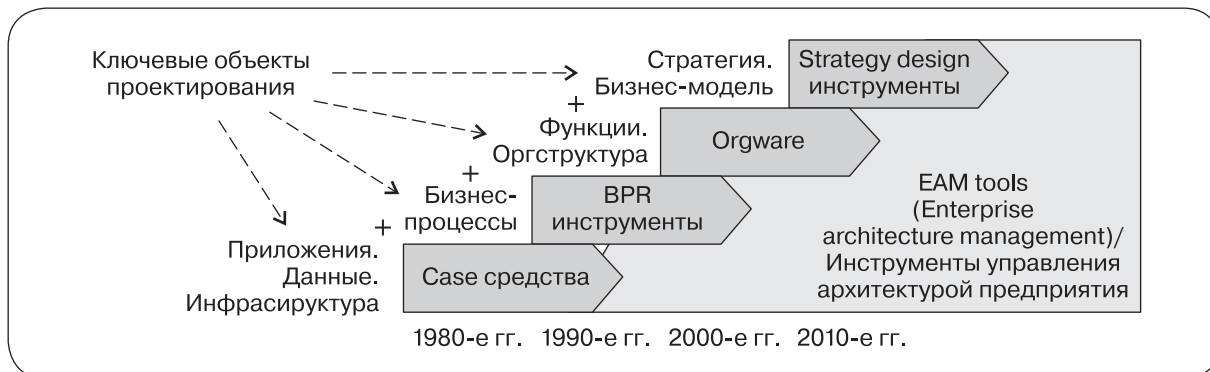 Ключевые объекты
проектирования
Стратегия.
Бизнес-модель
Strategy design
инструменты
+
Функции.
Оргструктура
Orgware
+
Бизнес-
процессы
BPR
инструменты
+
Приложения.
Данные.
Инфрасируктура
Case средства
EAM tools
(Enterprise
architecture management)/
Инструменты управления
архитектурой предприятия
1980-е гг.
1990-е гг.
2000-е гг.
2010-е гг.